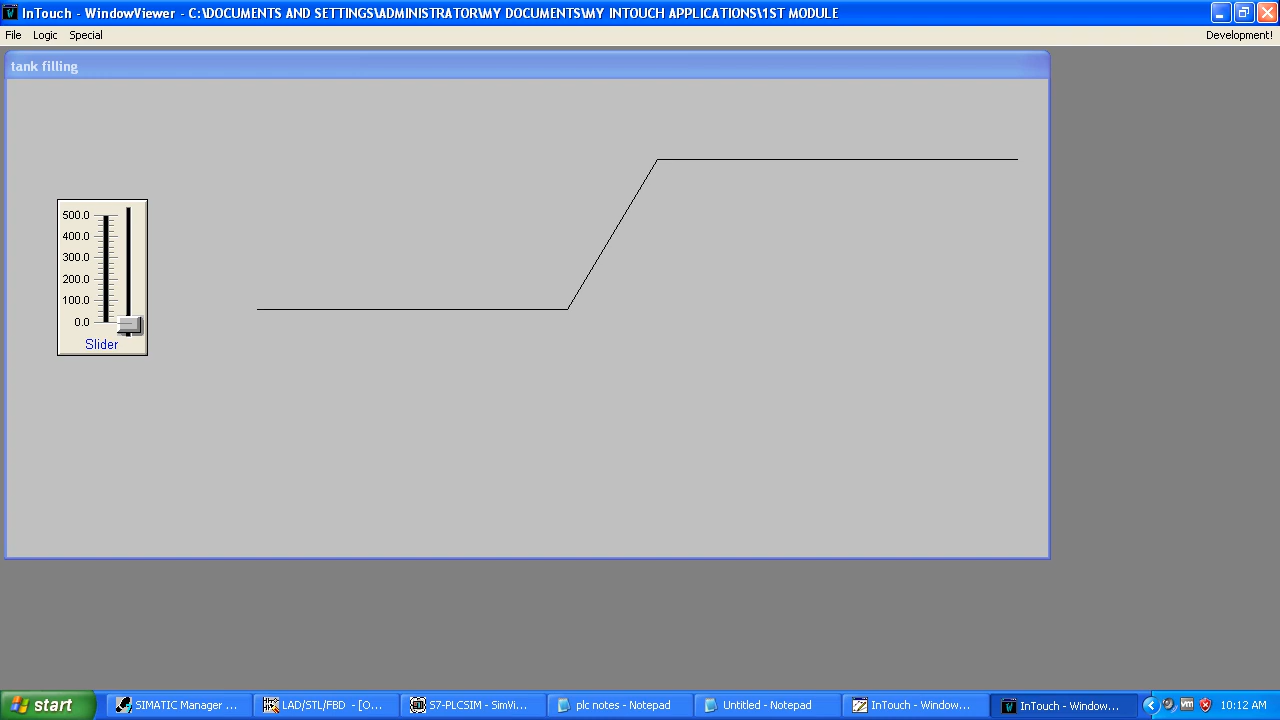 InTouch - WindowViewer - C:\DOCUMENTS AND SETTINGS\ADMINISTRATOR\MY DOCUMENTS\MY INTOUCH APPLICATIONS\1ST MODULE
File Logic Special Development!
tank filling
500.0
400.0
300.0
200.0
100.0
0.0
Slider
start SIMATIC Manager ... LAD/STL/FBD - [O... S7-PLCSIM - SimVi... plc notes - Notepad Untitled - Notepad InTouch - Window... InTouch - Window... 10:12 AM